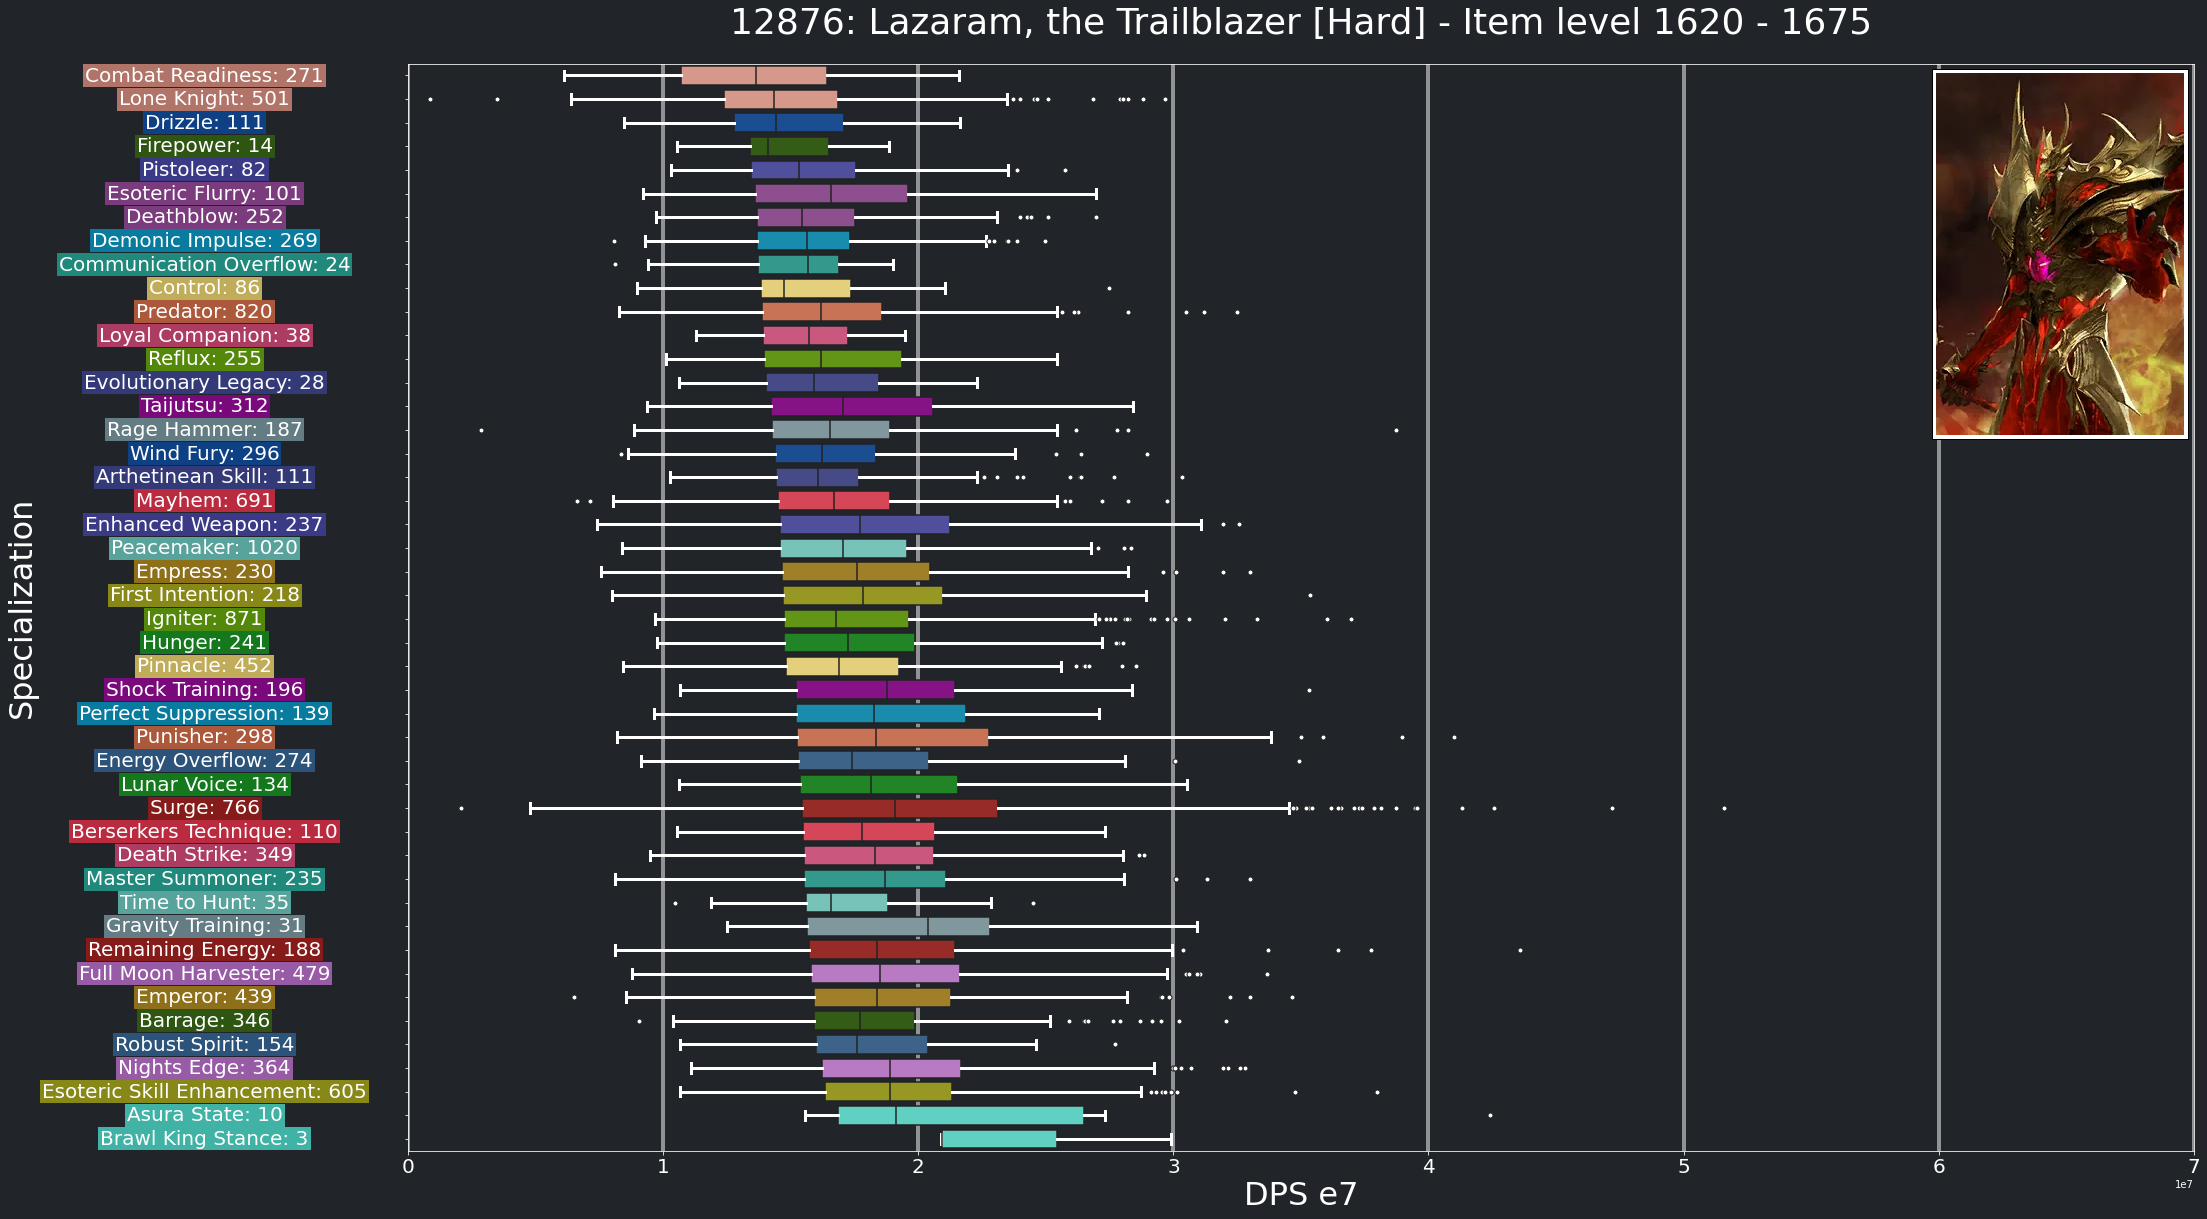 12876: Lazaram, the Trailblazer [Hard] - Item level 1620 - 1675
Specialization
Combat Readiness: 271
Lone Knight: 501
Drizzle: 111
Firepower: 14
Pistoleer: 82
Esoteric Flurry: 101
Deathblow: 252
Demonic Impulse: 269
Communication Overflow: 24
Control: 86
Predator: 820
Loyal Companion: 38
Reflux: 255
Evolutionary Legacy: 28
Taijutsu: 312
Rage Hammer: 187
Wind Fury: 296
Arthetinean Skill: 111
Mayhem: 691
Enhanced Weapon: 237
Peacemaker: 1020
Empress: 230
First Intention: 218
Igniter: 871
Hunger: 241
Pinnacle: 452
Shock Training: 196
Perfect Suppression: 139
Punisher: 298
Energy Overflow: 274
Lunar Voice: 134
Surge: 766
Berserkers Technique: 110
Death Strike: 349
Master Summoner: 235
Time to Hunt: 35
Gravity Training: 31
Remaining Energy: 188
Full Moon Harvester: 479
Emperor: 439
Barrage: 346
Robust Spirit: 154
Nights Edge: 364
Esoteric Skill Enhancement: 605
Asura State: 10
Brawl King Stance: 3
0 1 2 3 4 5 6 7
1e7
DPS e7